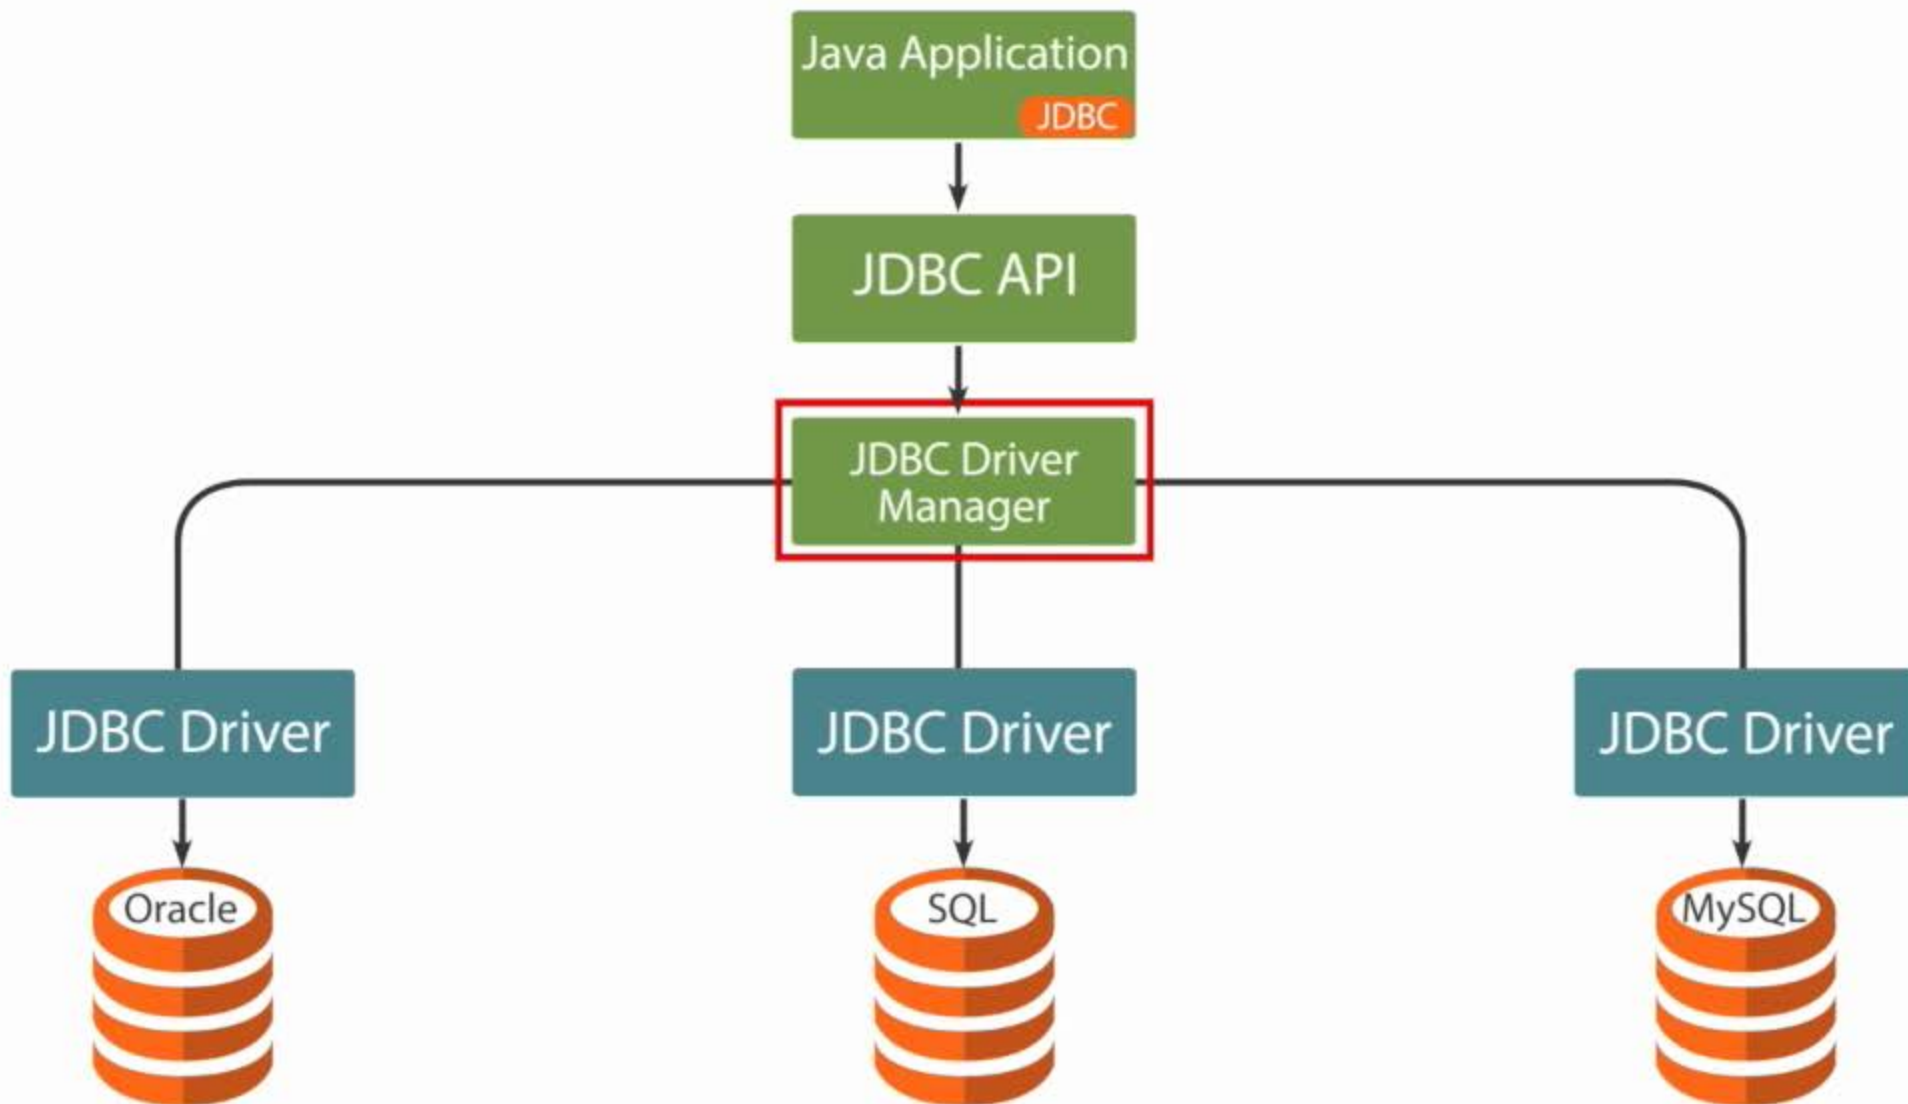 Java Application
JDBC
JDBC API
JDBC Driver
Manager
JDBC Driver
JDBC Driver
JDBC Driver
Oracle
SQL
MySQL